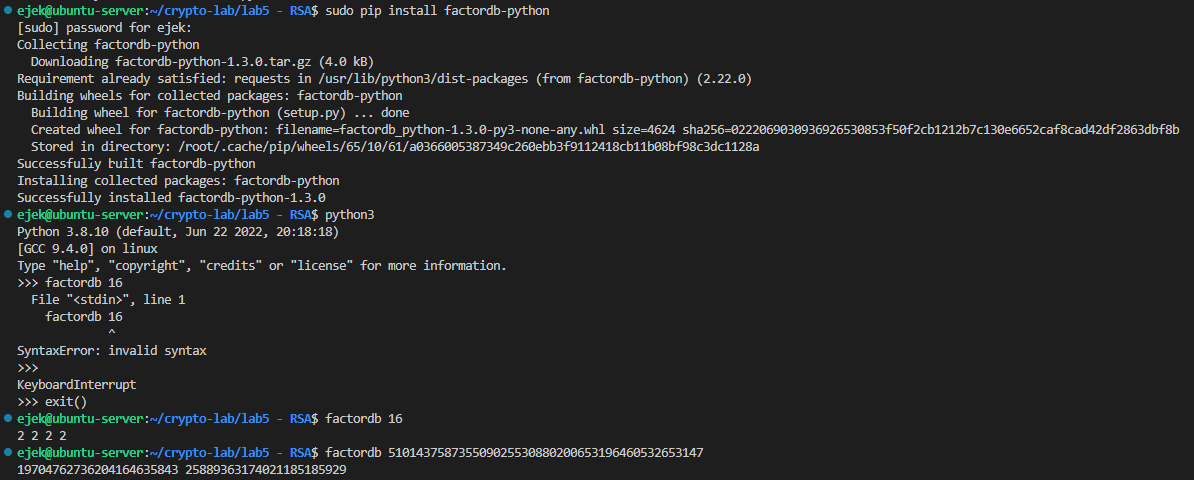 ejek@ubuntu-server:~/crypto-lab/lab5 - RSA$ sudo pip install factordb-python
[sudo] password for ejek:
Collecting factordb-python
  Downloading factordb-python-1.3.0.tar.gz (4.0 kB)
Requirement already satisfied: requests in /usr/lib/python3/dist-packages (from factordb-python) (2.22.0)
Building wheels for collected packages: factordb-python
  Building wheel for factordb-python (setup.py) ... done
  Created wheel for factordb-python: filename=factordb_python-1.3.0-py3-none-any.whl size=4624 sha256=0222069030936926530853f50f2cb1212b7c130e6652caf8cad42df2863dbf8b
  Stored in directory: /root/.cache/pip/wheels/65/10/61/a0366005387349c260ebb3f9112418cb11b08bf98c3dc1128a
Successfully built factordb-python
Installing collected packages: factordb-python
Successfully installed factordb-python-1.3.0
ejek@ubuntu-server:~/crypto-lab/lab5 - RSA$ python3
Python 3.8.10 (default, Jun 22 2022, 20:18:18)
[GCC 9.4.0] on linux
Type "help", "copyright", "credits" or "license" for more information.
>>> factordb 16
  File "<stdin>", line 1
    factordb 16
             ^
SyntaxError: invalid syntax
>>>
KeyboardInterrupt
>>> exit()
ejek@ubuntu-server:~/crypto-lab/lab5 - RSA$ factordb 16
2 2 2 2
ejek@ubuntu-server:~/crypto-lab/lab5 - RSA$ factordb 510143758735509025530880200653196460532653147
19704762736204164635843 25889363174021185185929